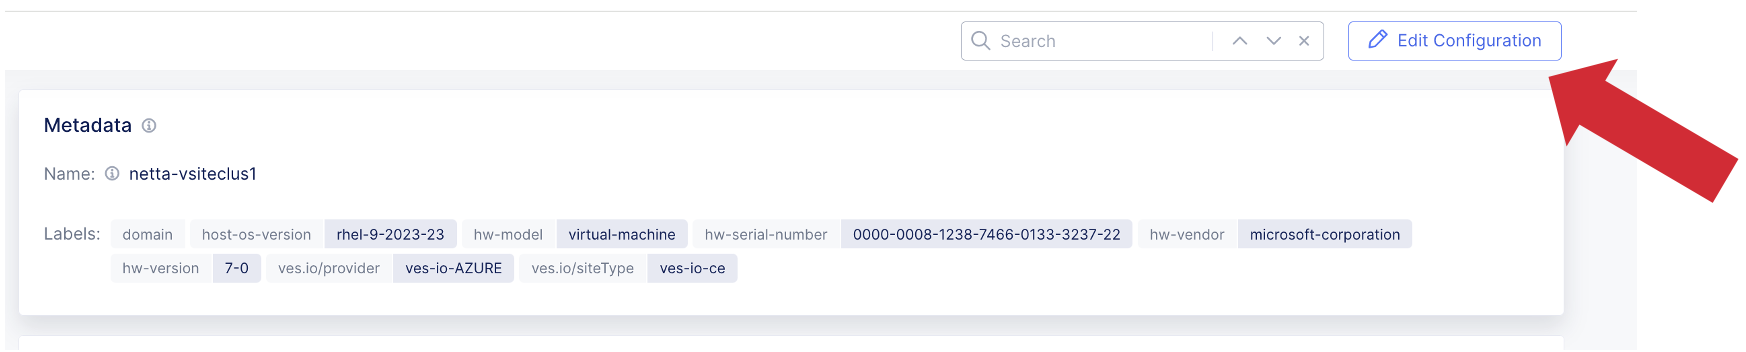 Search
Edit Configuration
Metadata
Name: netta-vsiteclus1
Labels: domain host-os-version rhel-9-2023-23 hw-model virtual-machine hw-serial-number 0000-0008-1238-7466-0133-3237-22 hw-vendor microsoft-corporation
hw-version 7-0 ves.io/provider ves-io-AZURE ves.io/siteType ves-io-ce